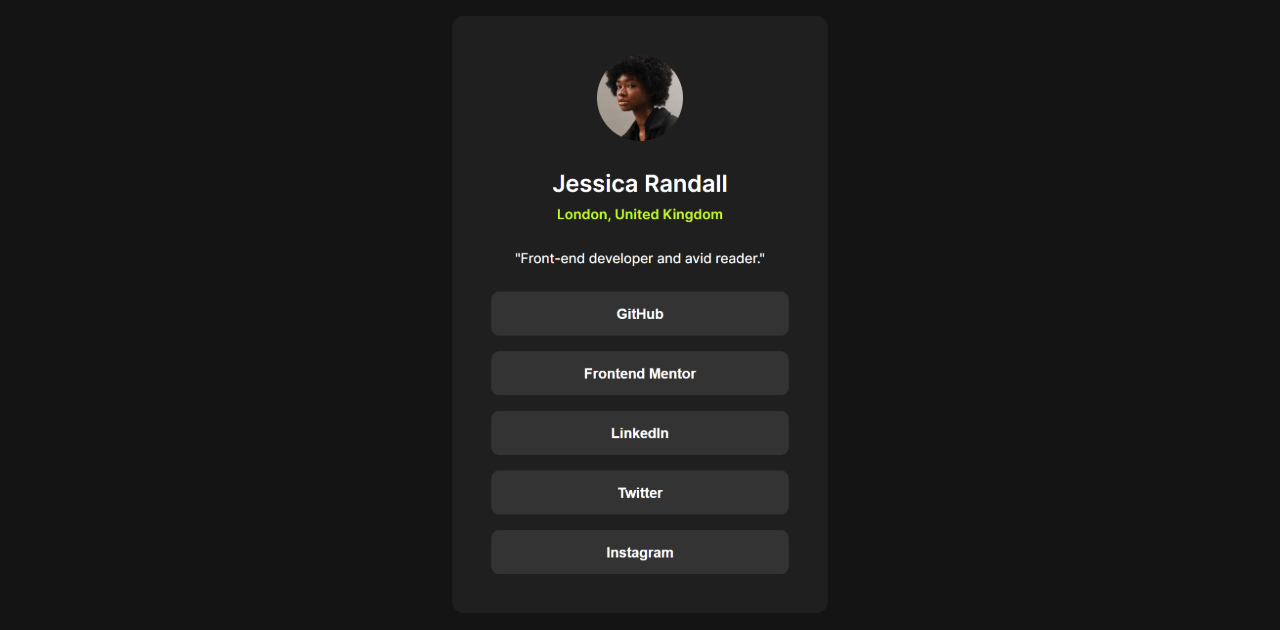 Jessica Randall
London, United Kingdom
"Front-end developer and avid reader."
GitHub
Frontend Mentor
LinkedIn
Twitter
Instagram